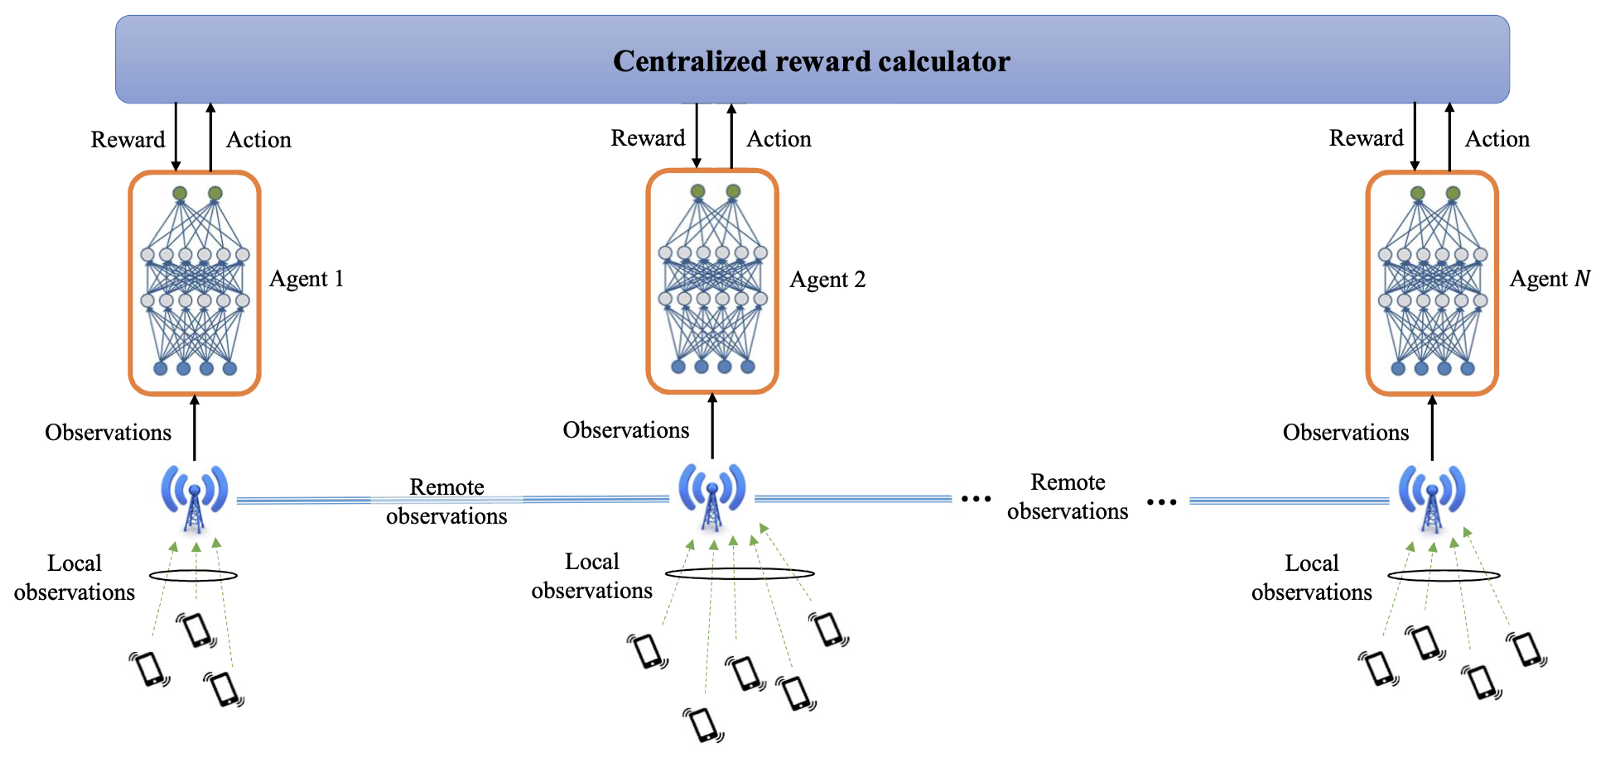 Centralized reward calculator
Reward
Action
Reward
Action
Reward
Action
Agent 1
Agent 2
Agent N
Observations
Observations
Observations
Remote
observations
Remote
observations
...
...
Local
observations
Local
observations
Local
observations